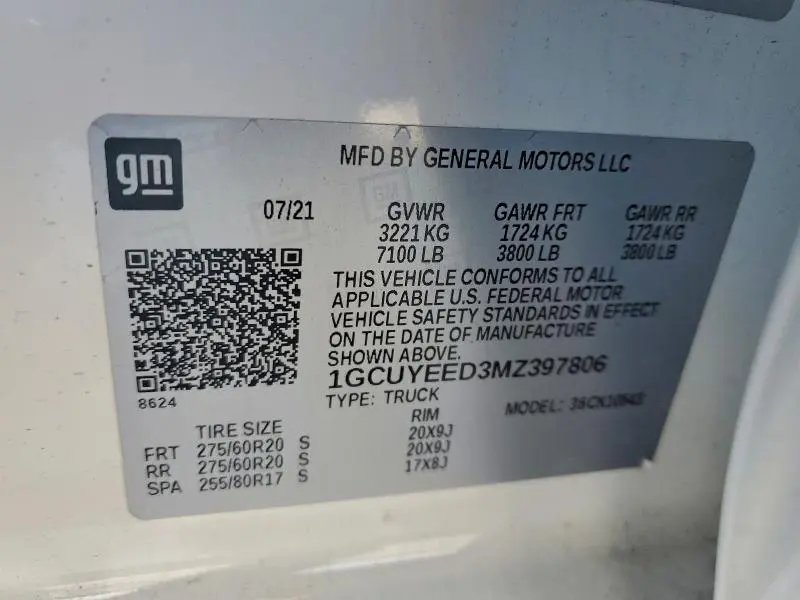 gm
MFD BY GENERAL MOTORS LLC
07/21 GVWR GAWR FRT GAWR RR
3221 KG 1724 KG 1724 KG
7100 LB 3800 LB 3800 LB
THIS VEHICLE CONFORMS TO ALL
APPLICABLE U.S. FEDERAL MOTOR
VEHICLE SAFETY STANDARDS IN EFFECT
ON THE DATE OF MANUFACTURE
SHOWN ABOVE.
1GCUYEED3MZ397806
8624
TYPE: TRUCK MODEL:
TIRE SIZE RIM
FRT 275/60R20 S 20X9J
RR 275/60R20 S 20X9J
SPA 255/80R17 S 17X8J